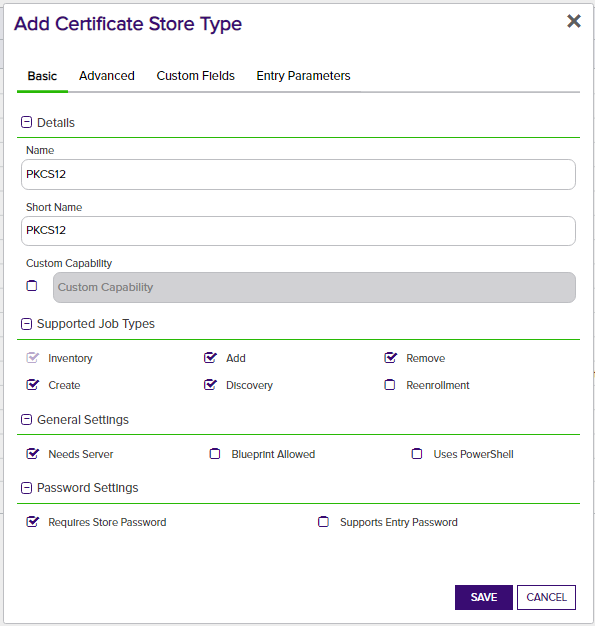 Add Certificate Store Type
Basic Advanced Custom Fields Entry Parameters
Details
Name
PKCS12
Short Name
PKCS12
Custom Capability
Custom Capability
Supported Job Types
Inventory Add Remove
Create Discovery Reenrollment
General Settings
Needs Server Blueprint Allowed Uses PowerShell
Password Settings
Requires Store Password Supports Entry Password
SAVE CANCEL